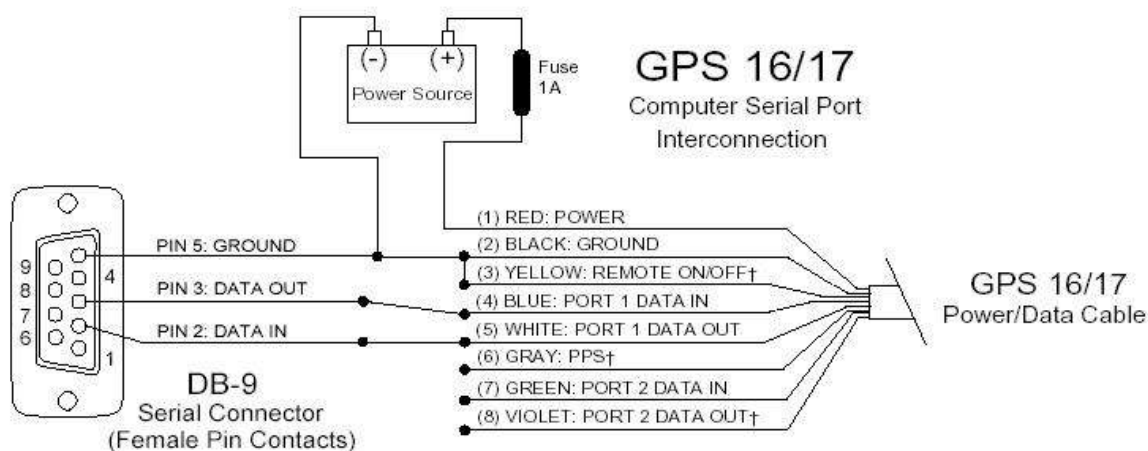 (-)
(+)
Power Source
Fuse
1A
GPS 16/17
Computer Serial Port
Interconnection
(1) RED: POWER
(2) BLACK: GROUND
(3) YELLOW: REMOTE ON/OFF†
(4) BLUE: PORT 1 DATA IN
(5) WHITE: PORT 1 DATA OUT
(6) GRAY: PPS†
(7) GREEN: PORT 2 DATA IN
(8) VIOLET: PORT 2 DATA OUT†
PIN 5: GROUND
PIN 3: DATA OUT
PIN 2: DATA IN
9
8
7
6
4
1
DB-9
Serial Connector
(Female Pin Contacts)
GPS 16/17
Power/Data Cable